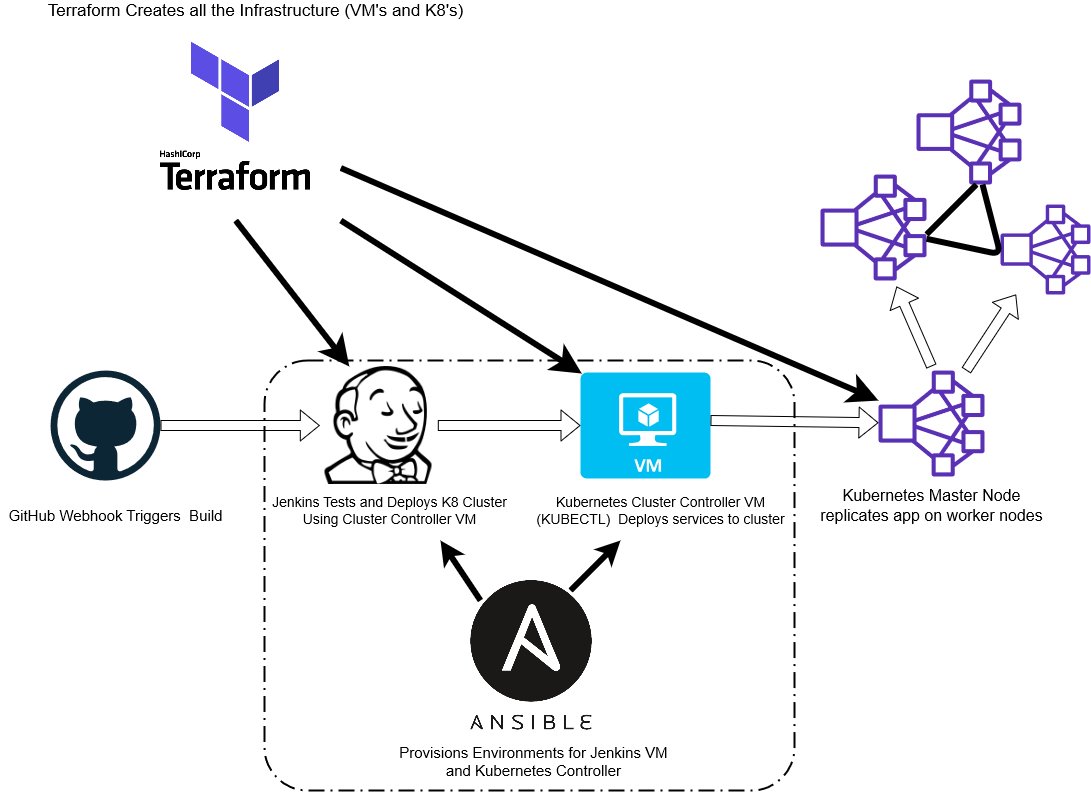 Terraform Creates all the Infrastructure (VM's and K8's)
HashiCorp
Terraform
VM
GitHub Webhook Triggers  Build
Jenkins Tests and Deploys K8 Cluster
Using Cluster Controller VM
Kubernetes Cluster Controller VM
(KUBECTL)  Deploys services to cluster
Kubernetes Master Node
replicates app on worker nodes
ANSIBLE
Provisions Environments for Jenkins VM
and Kubernetes Controller